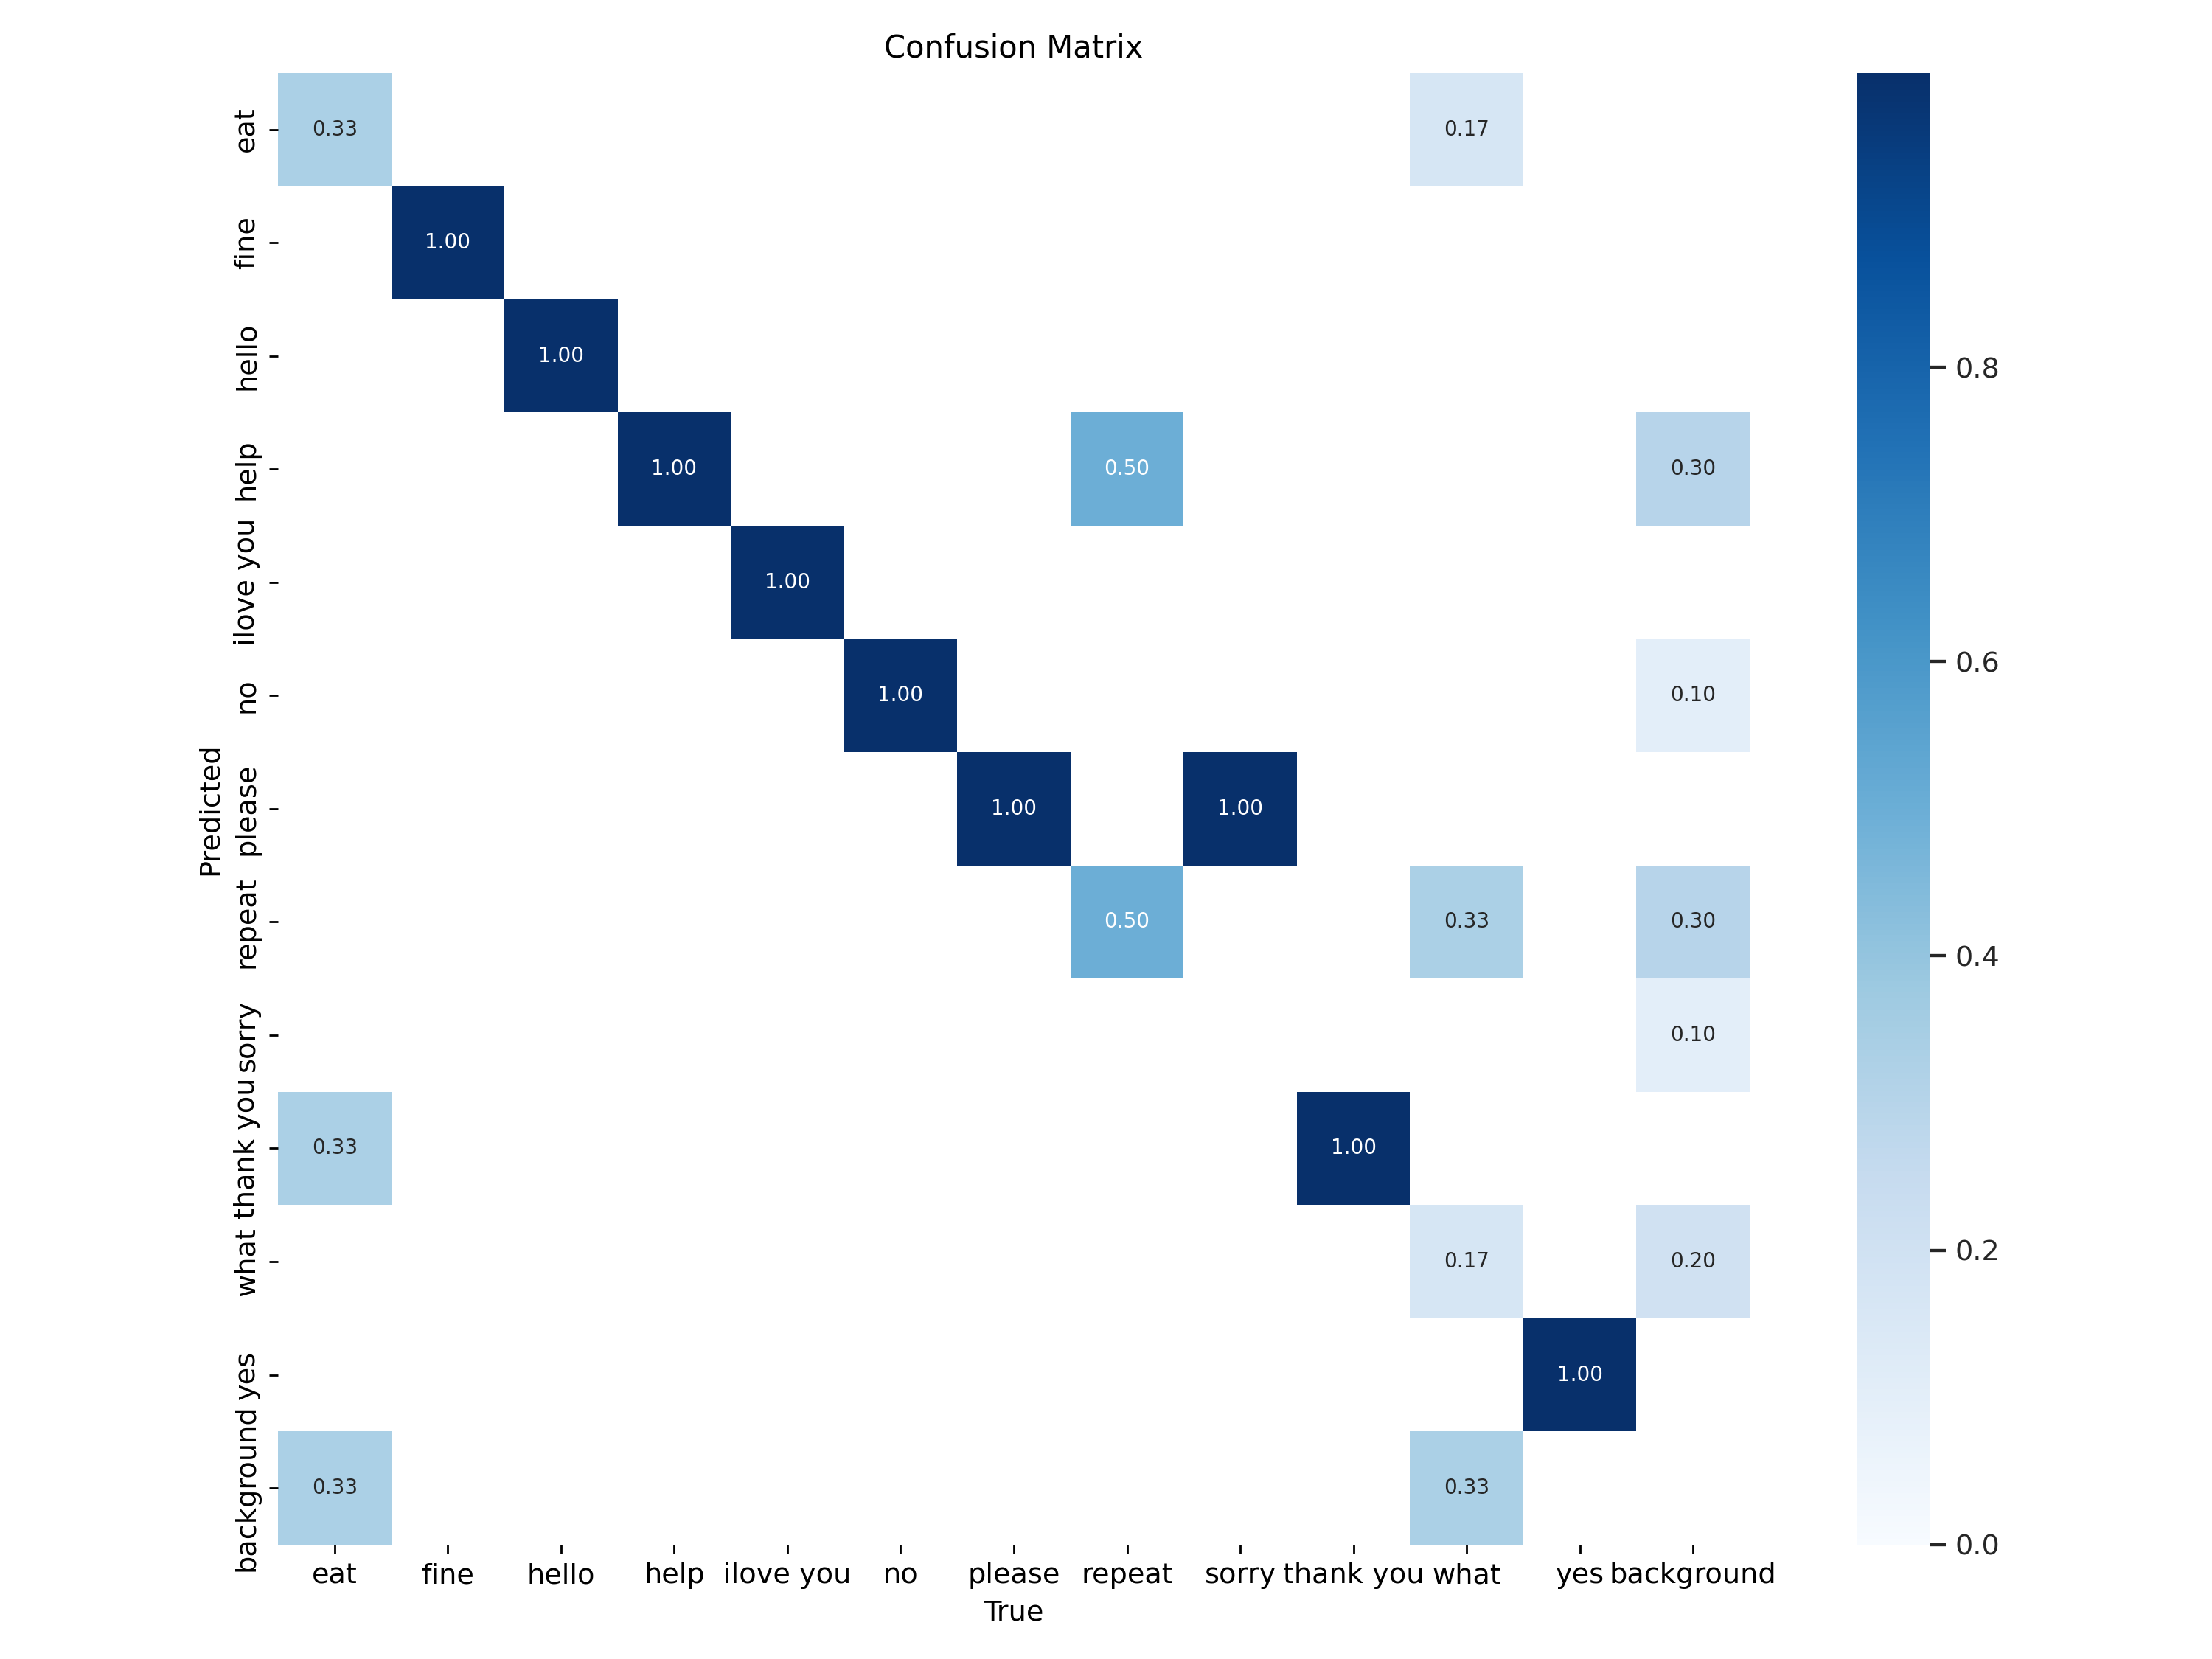 Confusion Matrix
eat
0.33
0.17
fine
1.00
hello
1.00
0.8
help
1.00
0.50
0.30
ilove you
1.00
0.6
no
1.00
0.10
Predicted
please
1.00
1.00
repeat
0.50
0.33
0.30
0.4
sorry
0.10
thank you
0.33
1.00
what
0.17
0.20
0.2
yes
1.00
background
0.33
0.33
0.0
eat fine hello help ilove you no please repeat sorry thank you what yes background
True